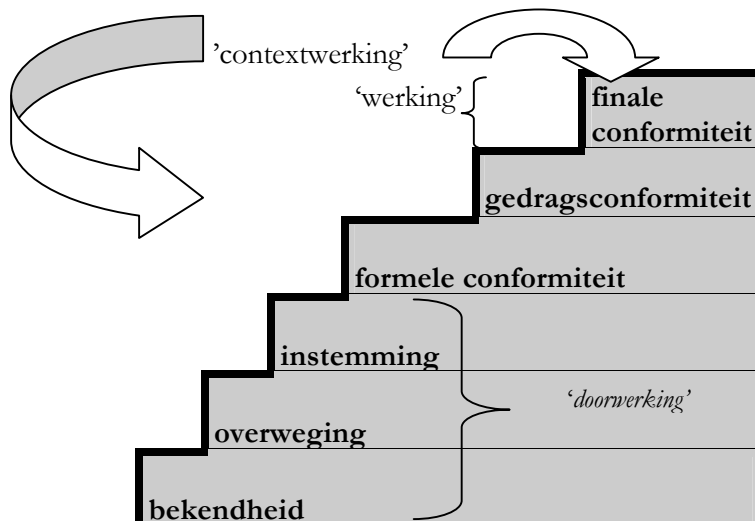 ’contextwerking’
‘werking’
finale
conformiteit
gedragsconformiteit
formele conformiteit
instemming
‘doorwerking’
overweging
bekendheid